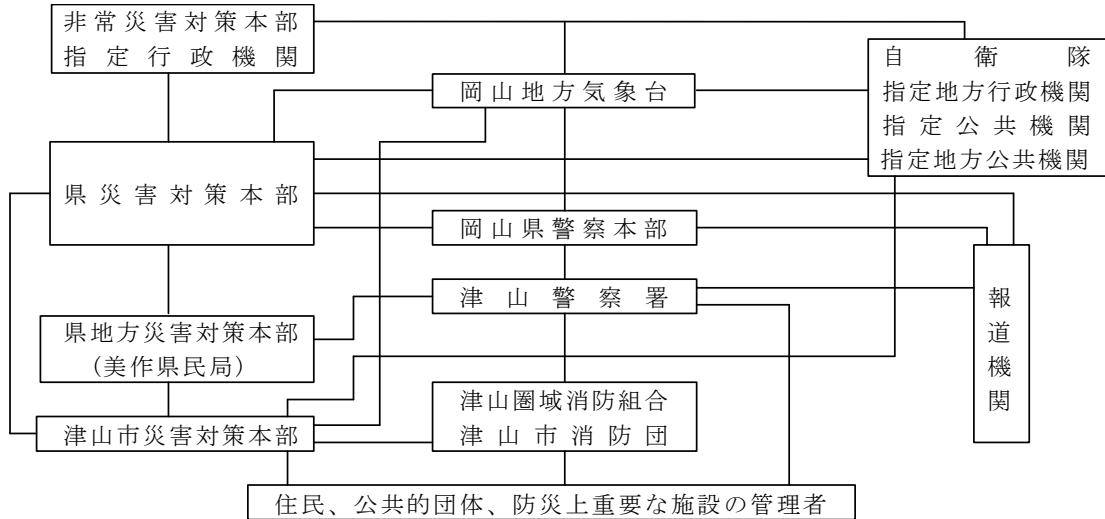 非常災害対策本部
指定行政機関
自衛隊
指定地方行政機関
指定公共機関
指定地方公共機関
岡山地方気象台
県災害対策本部
岡山県警察本部
報道機関
津山警察署
県地方災害対策本部
(美作県民局)
津山圏域消防組合
津山市消防団
津山市災害対策本部
住民、公共的団体、防災上重要な施設の管理者